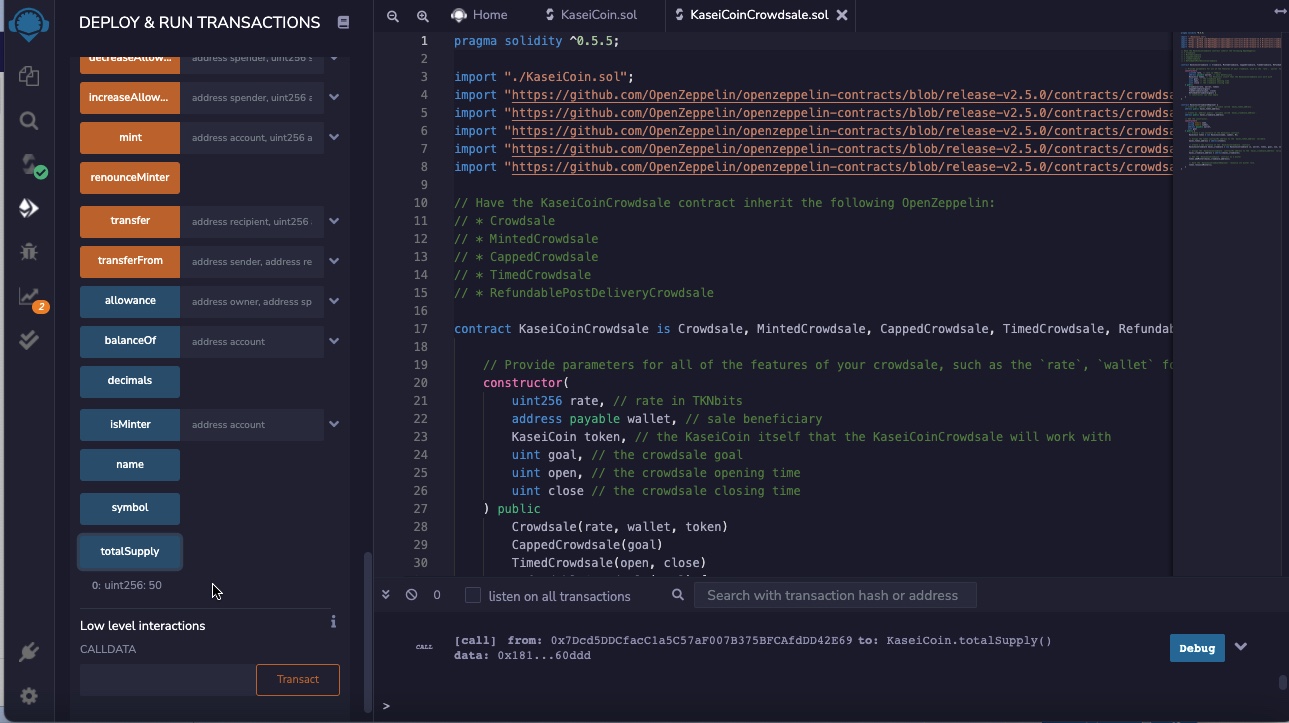 DEPLOY & RUN TRANSACTIONS
decreaseAllow... address spender, uint256 s
increaseAllow... address spender, uint256 a
mint address account, uint256 a
renounceMinter
transfer address recipient, uint256
transferFrom address sender, address re
allowance address owner, address sp
balanceOf address account
decimals
isMinter address account
name
symbol
totalSupply
0: uint256: 50
Low level interactions
CALLDATA
Transact
2
Home KaseiCoin.sol KaseiCoinCrowdsale.sol
1 pragma solidity ^0.5.5;
2
3 import "./KaseiCoin.sol";
4 import "https://github.com/OpenZeppelin/openzeppelin-contracts/blob/release-v2.5.0/contracts/crowdsa
5 import "https://github.com/OpenZeppelin/openzeppelin-contracts/blob/release-v2.5.0/contracts/crowdsa
6 import "https://github.com/OpenZeppelin/openzeppelin-contracts/blob/release-v2.5.0/contracts/crowdsa
7 import "https://github.com/OpenZeppelin/openzeppelin-contracts/blob/release-v2.5.0/contracts/crowdsa
8 import "https://github.com/OpenZeppelin/openzeppelin-contracts/blob/release-v2.5.0/contracts/crowdsa
9
10 // Have the KaseiCoinCrowdsale contract inherit the following OpenZeppelin:
11 // * Crowdsale
12 // * MintedCrowdsale
13 // * CappedCrowdsale
14 // * TimedCrowdsale
15 // * RefundablePostDeliveryCrowdsale
16
17 contract KaseiCoinCrowdsale is Crowdsale, MintedCrowdsale, CappedCrowdsale, TimedCrowdsale, Refundab
18
19 // Provide parameters for all of the features of your crowdsale, such as the `rate`, `wallet` fo
20 constructor(
21 uint256 rate, // rate in TKNbits
22 address payable wallet, // sale beneficiary
23 KaseiCoin token, // the KaseiCoin itself that the KaseiCoinCrowdsale will work with
24 uint goal, // the crowdsale goal
25 uint open, // the crowdsale opening time
26 uint close // the crowdsale closing time
27 ) public
28 Crowdsale(rate, wallet, token)
29 CappedCrowdsale(goal)
30 TimedCrowdsale(open, close)
0 listen on all transactions Search with transaction hash or address
CALL [call] from: 0x7Dcd5DDCfacC1a5C57aF007B375BFCAfdDD42E69 to: KaseiCoin.totalSupply()
data: 0x181...60ddd
Debug
>